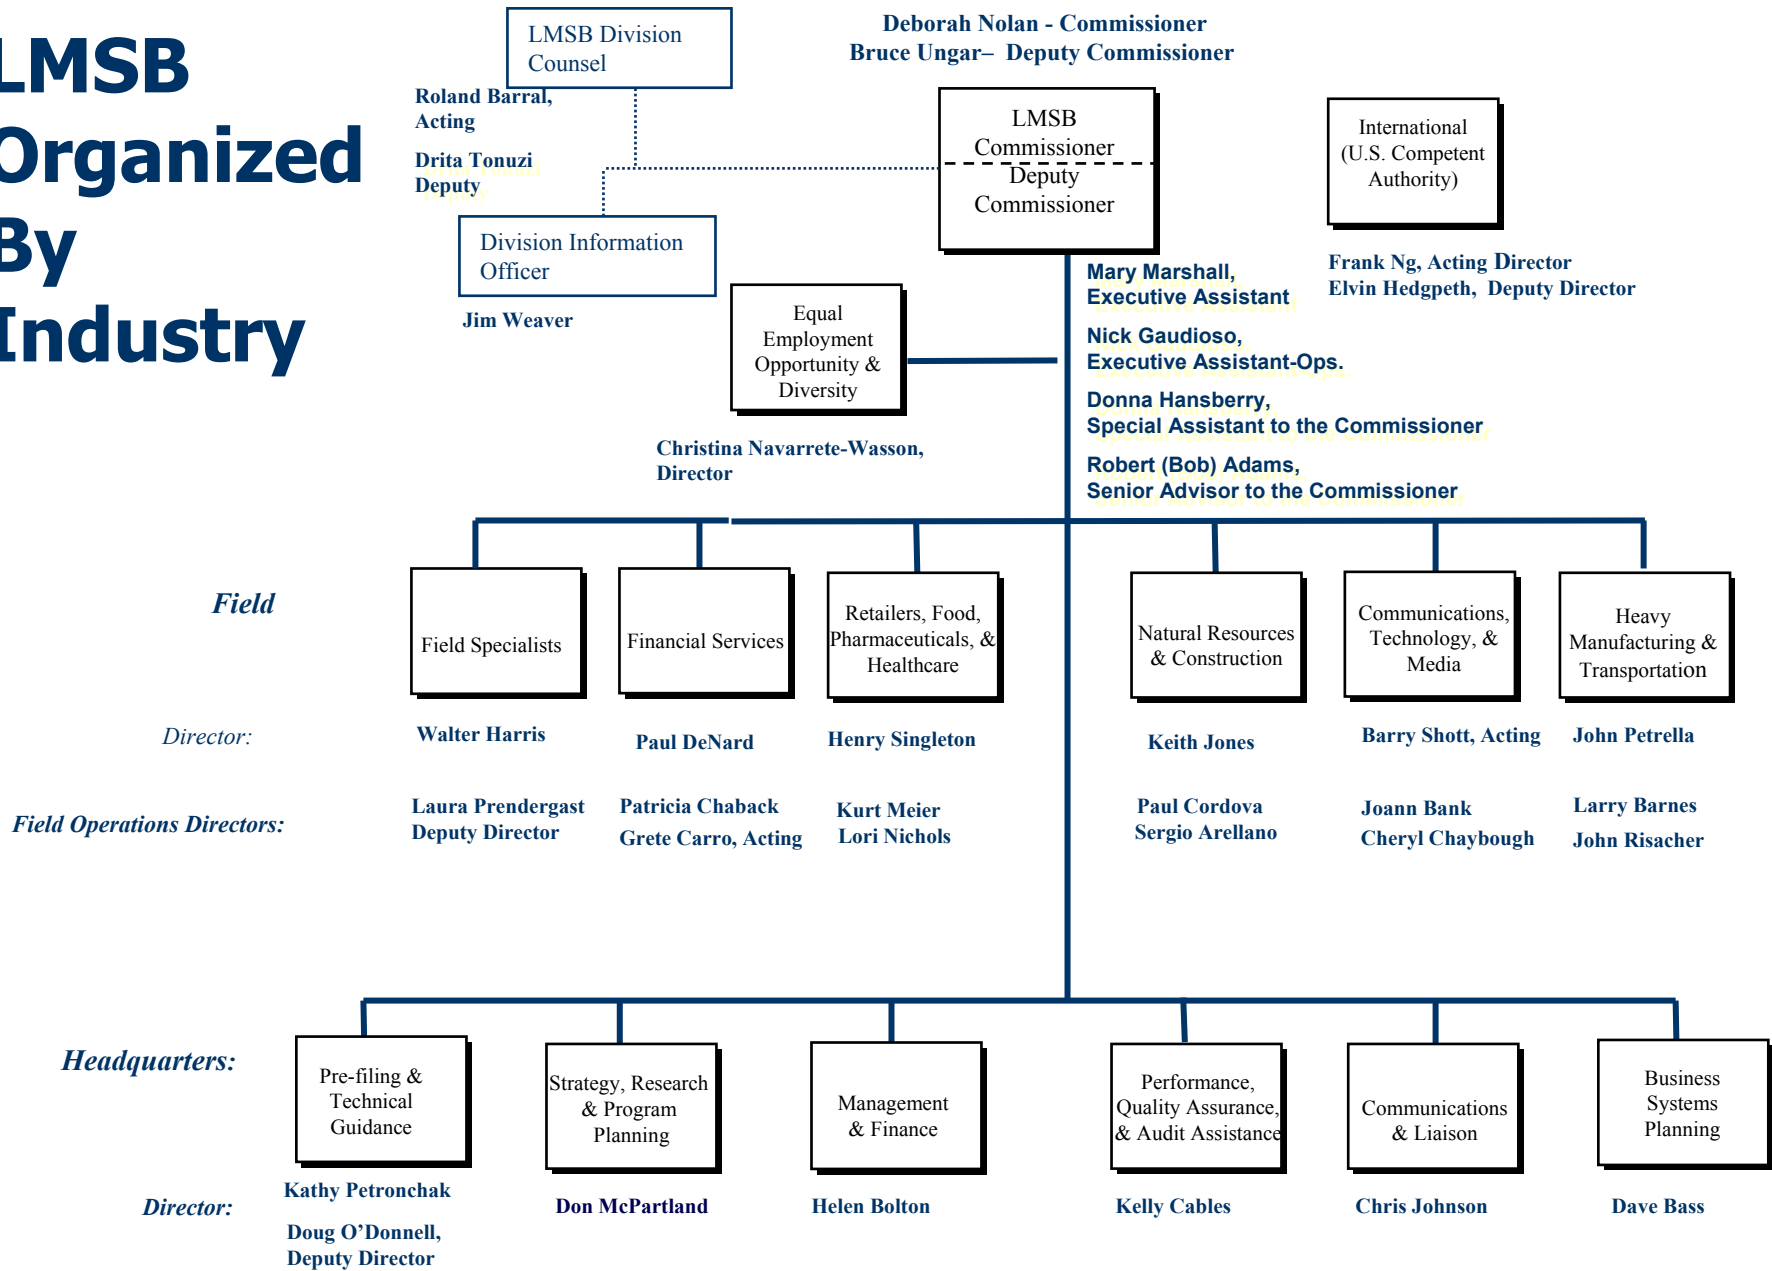 LMSB
Organized
By
Industry
LMSB Division
Counsel
Roland Barral,
Acting
Drita Tonuzi
Deputy
Division Information
Officer
Jim Weaver
Deborah Nolan - Commissioner
Bruce Ungar– Deputy Commissioner
LMSB
Commissioner
Deputy
Commissioner
International
(U.S. Competent
Authority)
Frank Ng, Acting Director
Elvin Hedgpeth, Deputy Director
Equal
Employment
Opportunity &
Diversity
Christina Navarrete-Wasson,
Director
Mary Marshall,
Executive Assistant
Nick Gaudioso,
Executive Assistant-Ops.
Donna Hansberry,
Special Assistant to the Commissioner
Robert (Bob) Adams,
Senior Advisor to the Commissioner
Field
Field Specialists
Financial Services
Retailers, Food,
Pharmaceuticals, &
Healthcare
Natural Resources
& Construction
Communications,
Technology, &
Media
Heavy
Manufacturing &
Transportation
Director:
Walter Harris
Paul DeNard
Henry Singleton
Keith Jones
Barry Shott, Acting
John Petrella
Field Operations Directors:
Laura Prendergast
Deputy Director
Patricia Chaback
Grete Carro, Acting
Kurt Meier
Lori Nichols
Paul Cordova
Sergio Arellano
Joann Bank
Cheryl Chaybough
Larry Barnes
John Risacher
Headquarters:
Pre-filing &
Technical
Guidance
Strategy, Research
& Program
Planning
Management
& Finance
Performance,
Quality Assurance,
& Audit Assistance
Communications
& Liaison
Business
Systems
Planning
Director:
Kathy Petronchak
Doug O’Donnell,
Deputy Director
Don McPartland
Helen Bolton
Kelly Cables
Chris Johnson
Dave Bass